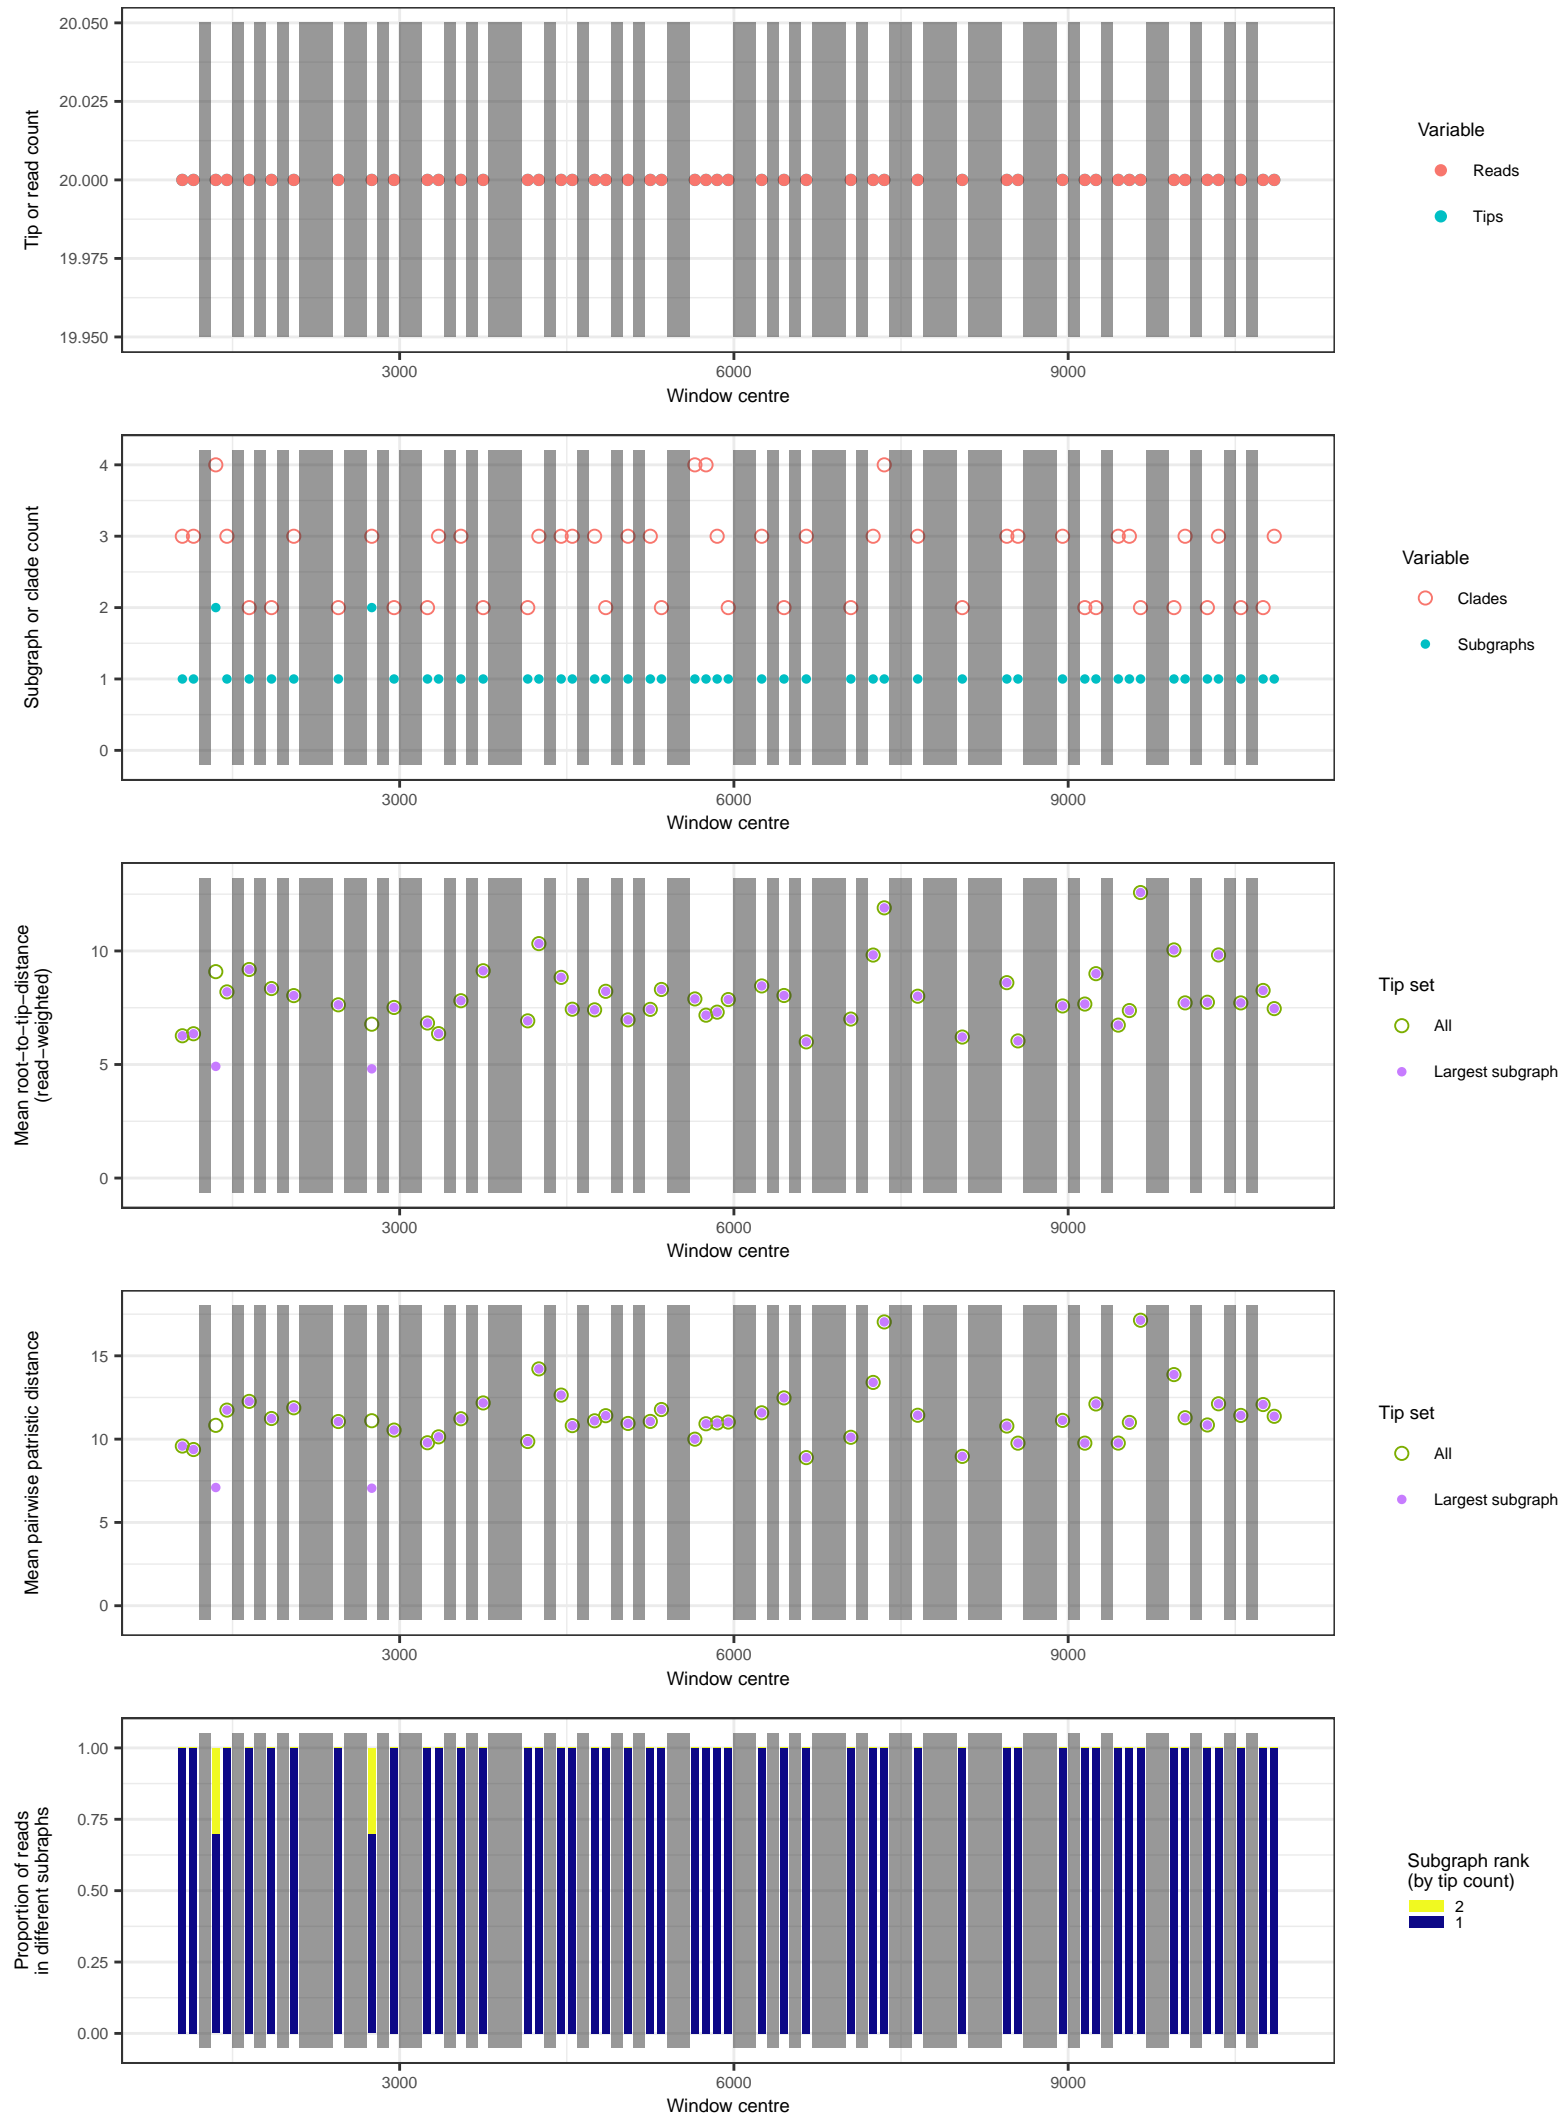 20.050
20.025
20.000
19.975
19.950
Tip or read count
3000
6000
9000
Window centre
Variable
Reads
Tips
4
3
2
1
0
Subgraph or clade count
3000
6000
9000
Window centre
Variable
Clades
Subgraphs
10
5
0
Mean root−to−tip−distance
(read−weighted)
3000
6000
9000
Window centre
Tip set
All
Largest subgraph
15
10
5
0
Mean pairwise patristic distance
3000
6000
9000
Window centre
Tip set
All
Largest subgraph
1.00
0.75
0.50
0.25
0.00
Proportion of reads
in different subraphs
3000
6000
9000
Window centre
Subgraph rank
(by tip count)
2
1